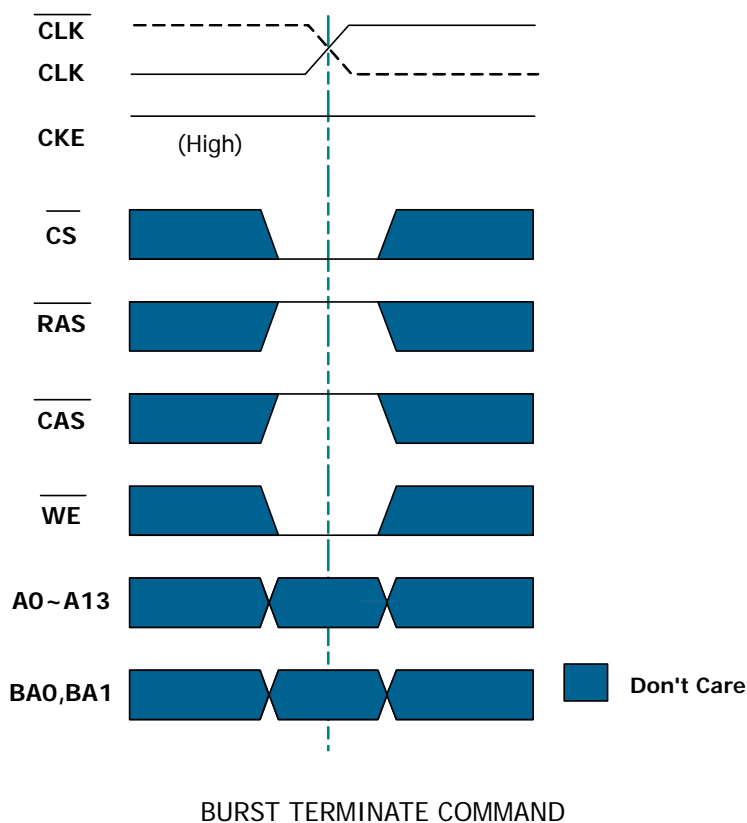 CLK
CLK
CKE
(High)
CS
RAS
CAS
WE
A0~A13
BA0,BA1
Don't Care
BURST TERMINATE COMMAND